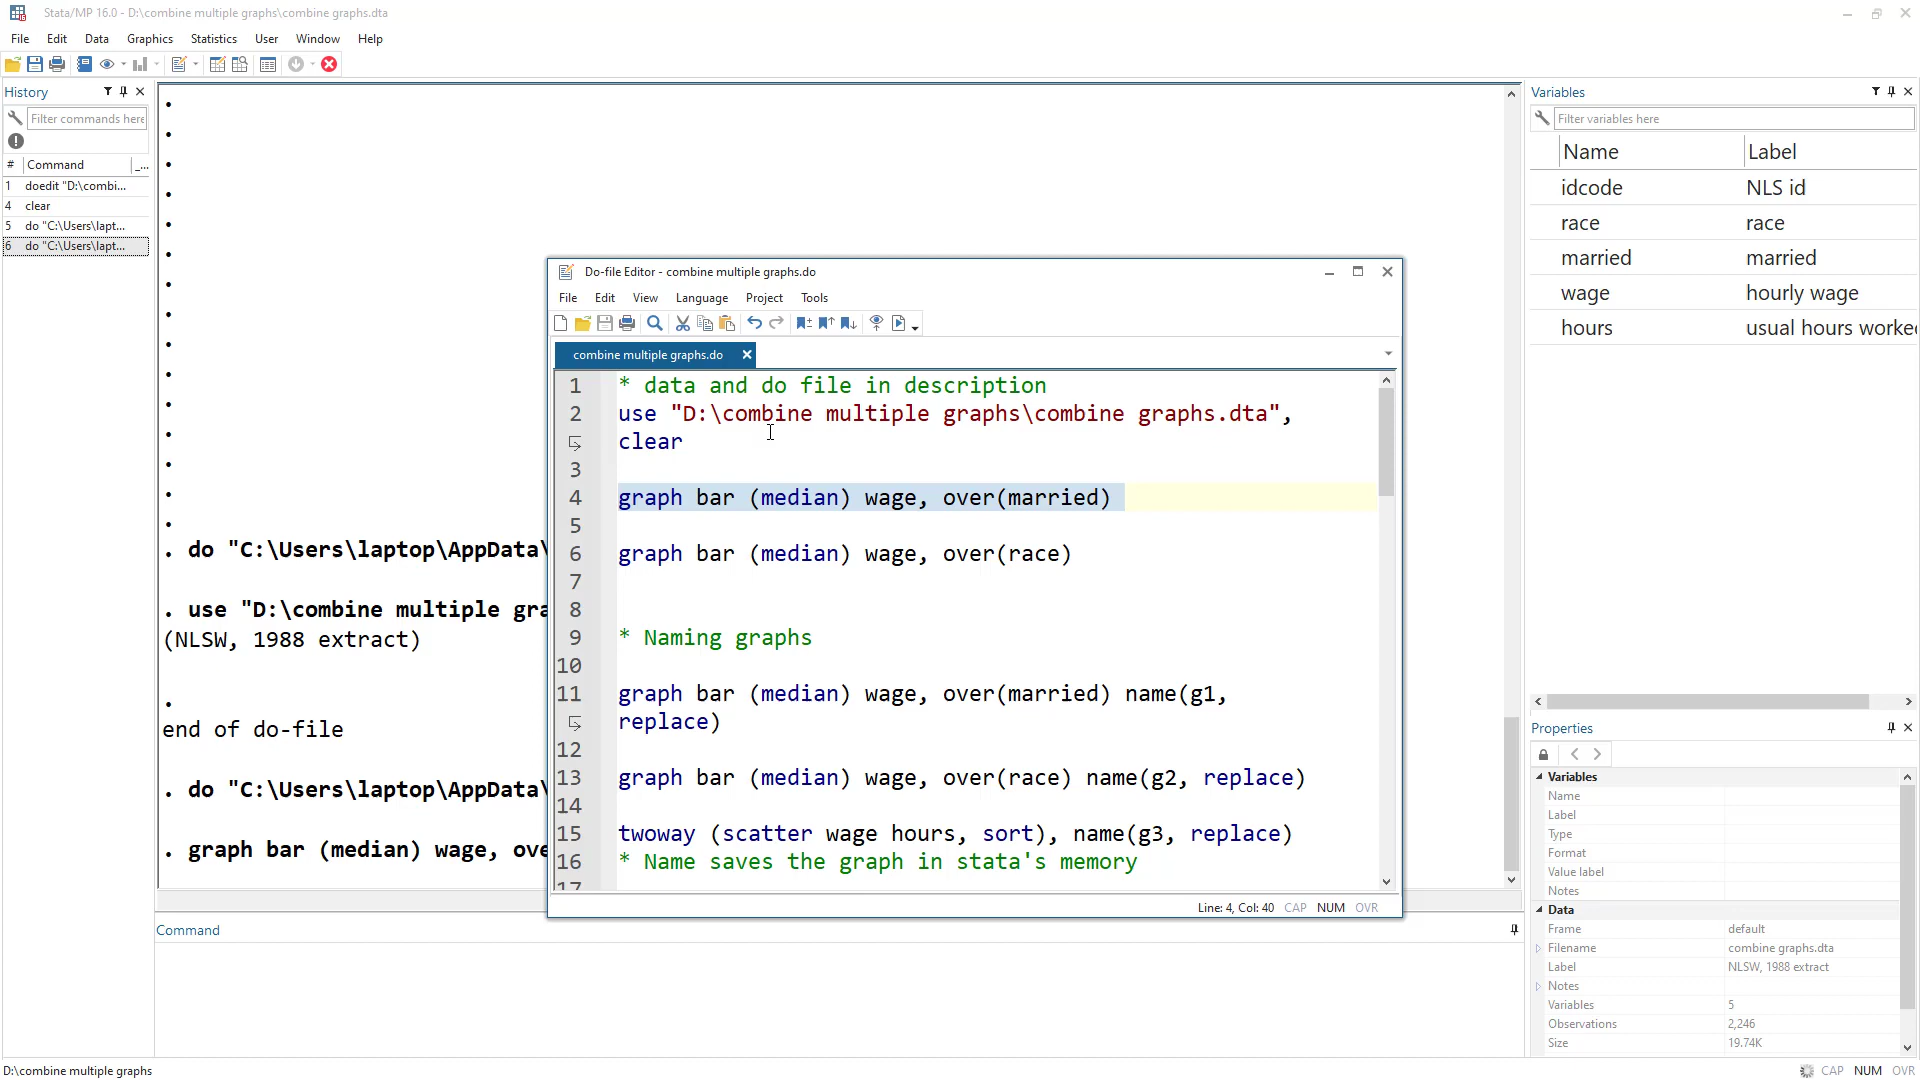 Stata/MP 16.0 - D:\combine multiple graphs\combine graphs.dta
File Edit Data Graphics Statistics User Window Help
History
Filter commands here
# Command _...
1 doedit "D:\combi...
4 clear
5 do "C:\Users\lapt...
6 do "C:\Users\lapt...
. do "C:\Users\laptop\AppData\
. use "D:\combine multiple gra
(NLSW, 1988 extract)
.
end of do-file
. do "C:\Users\laptop\AppData\
. graph bar (median) wage, ove
Command
Do-file Editor - combine multiple graphs.do
File Edit View Language Project Tools
combine multiple graphs.do
1 * data and do file in description
2 use "D:\combine multiple graphs\combine graphs.dta",
clear
3
4 graph bar (median) wage, over(married)
5
6 graph bar (median) wage, over(race)
7
8
9 * Naming graphs
10
11 graph bar (median) wage, over(married) name(g1,
replace)
12
13 graph bar (median) wage, over(race) name(g2, replace)
14
15 twoway (scatter wage hours, sort), name(g3, replace)
16 * Name saves the graph in stata's memory
17
Line: 4, Col: 40 CAP NUM OVR
Variables
Filter variables here
Name Label
idcode NLS id
race race
married married
wage hourly wage
hours usual hours worke
Properties
Variables
Name
Label
Type
Format
Value label
Notes
Data
Frame default
Filename combine graphs.dta
Label NLSW, 1988 extract
Notes
Variables 5
Observations 2,246
Size 19.74K
D:\combine multiple graphs
CAP NUM OVR